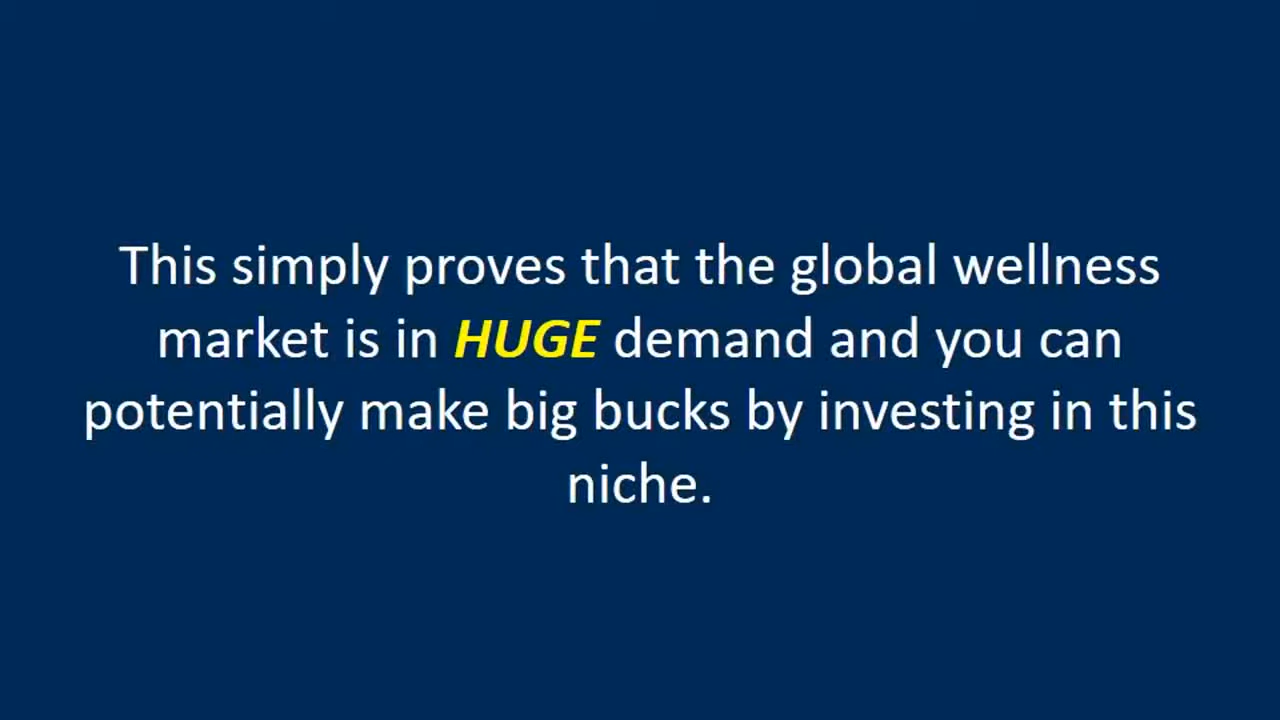 This simply proves that the global wellness
market is in HUGE demand and you can
potentially make big bucks by investing in this
niche.